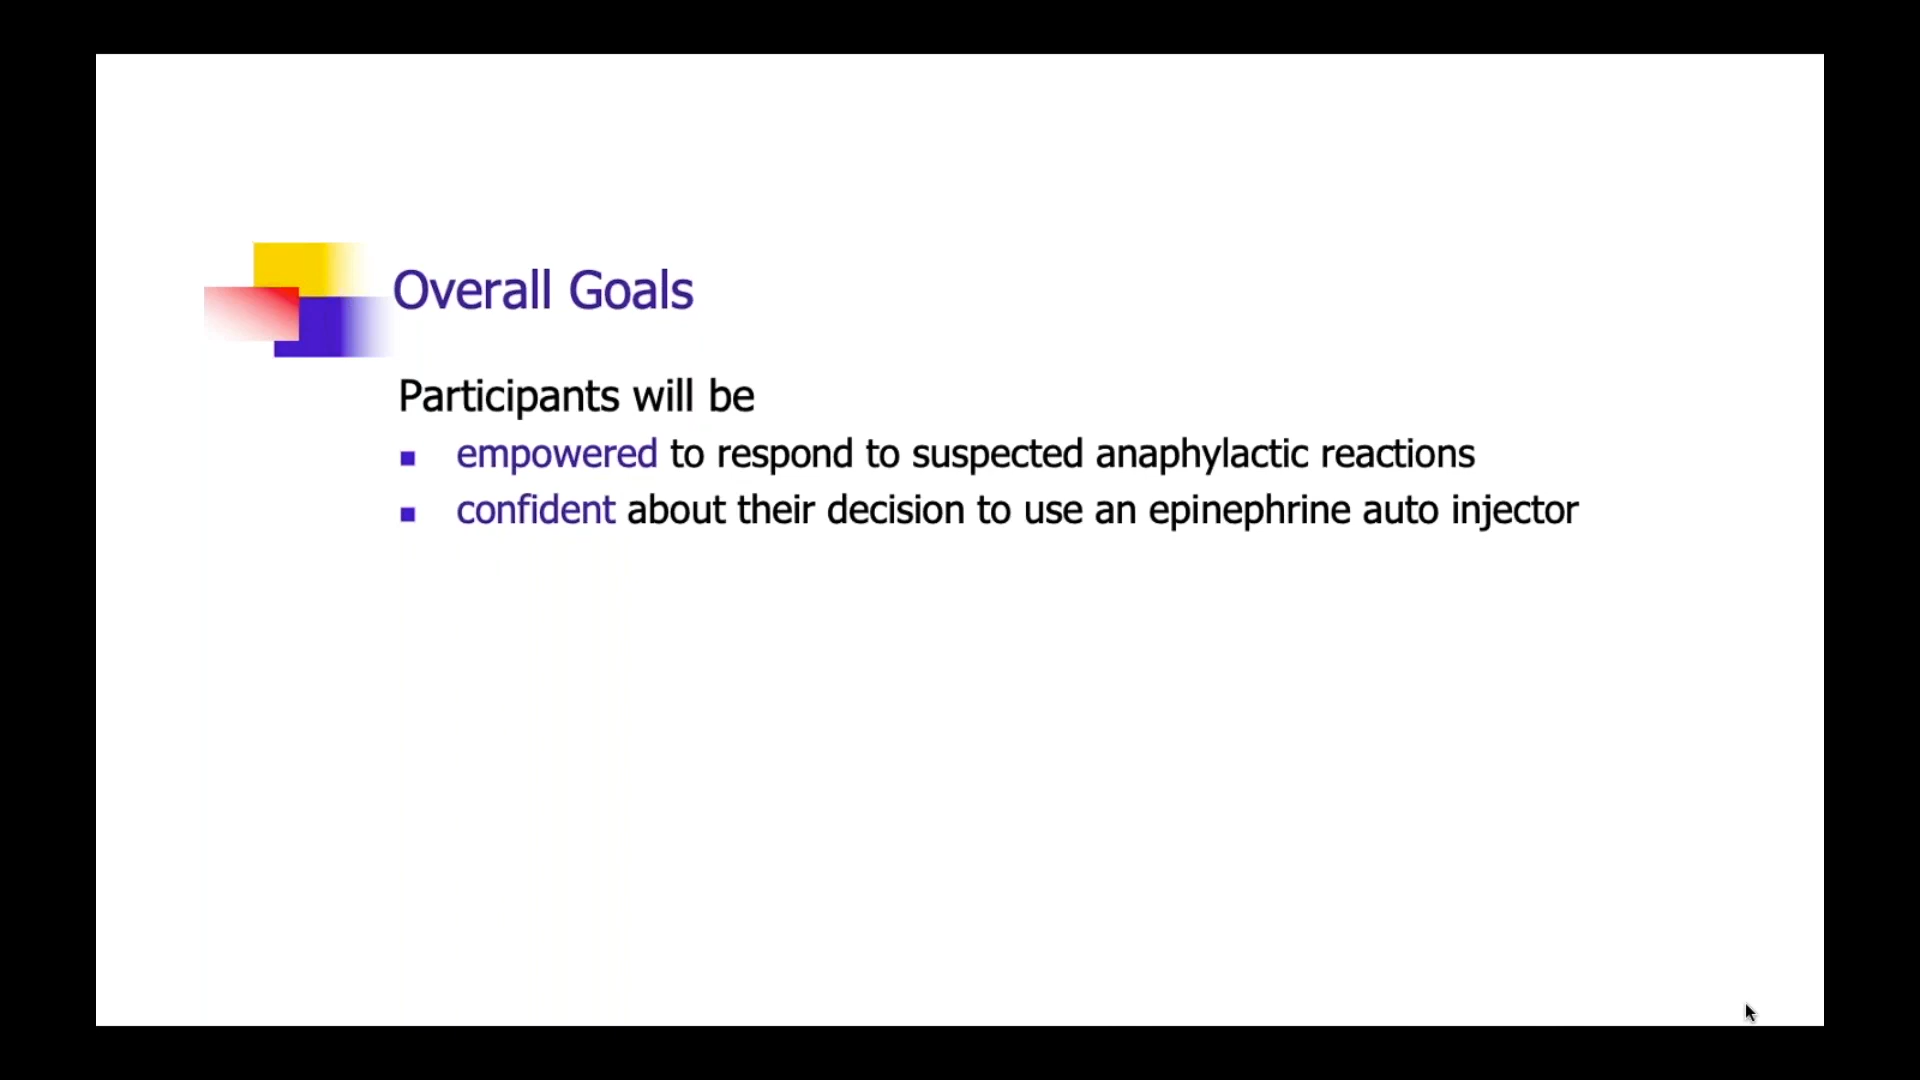 Overall Goals
Participants will be
empowered to respond to suspected anaphylactic reactions
confident about their decision to use an epinephrine auto injector